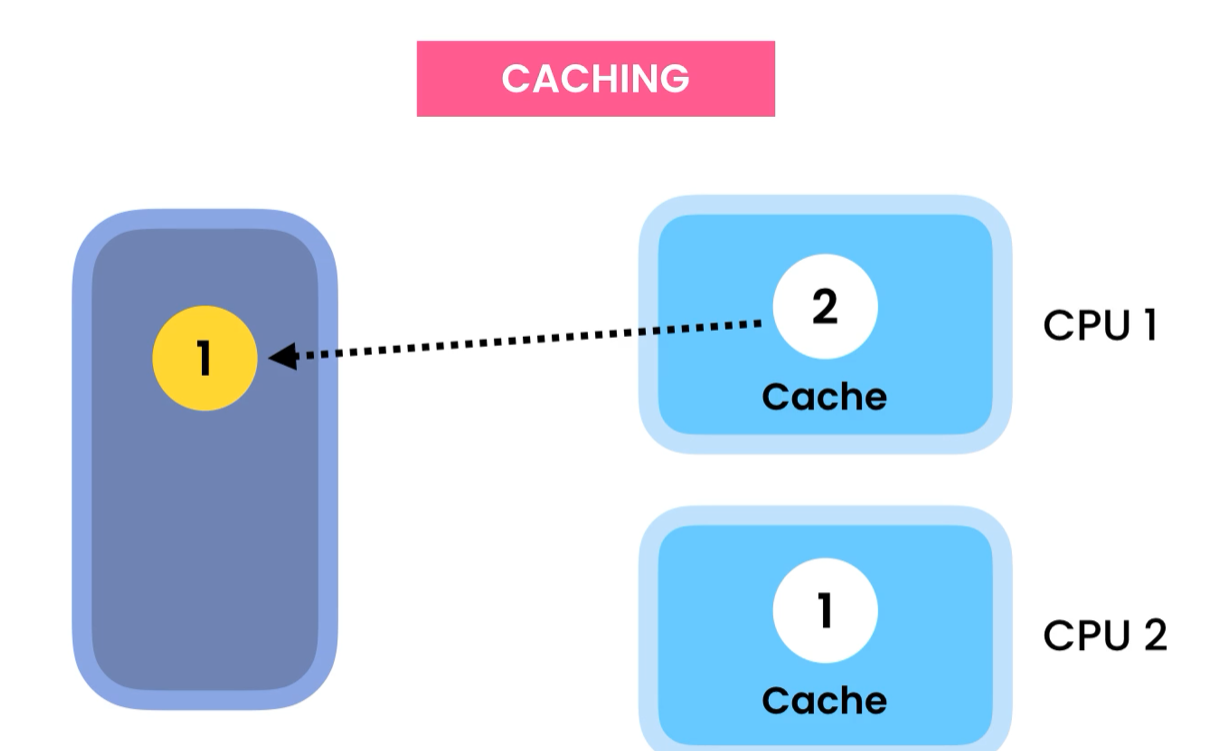 CACHING
1
2
Cache
CPU 1
1
Cache
CPU 2